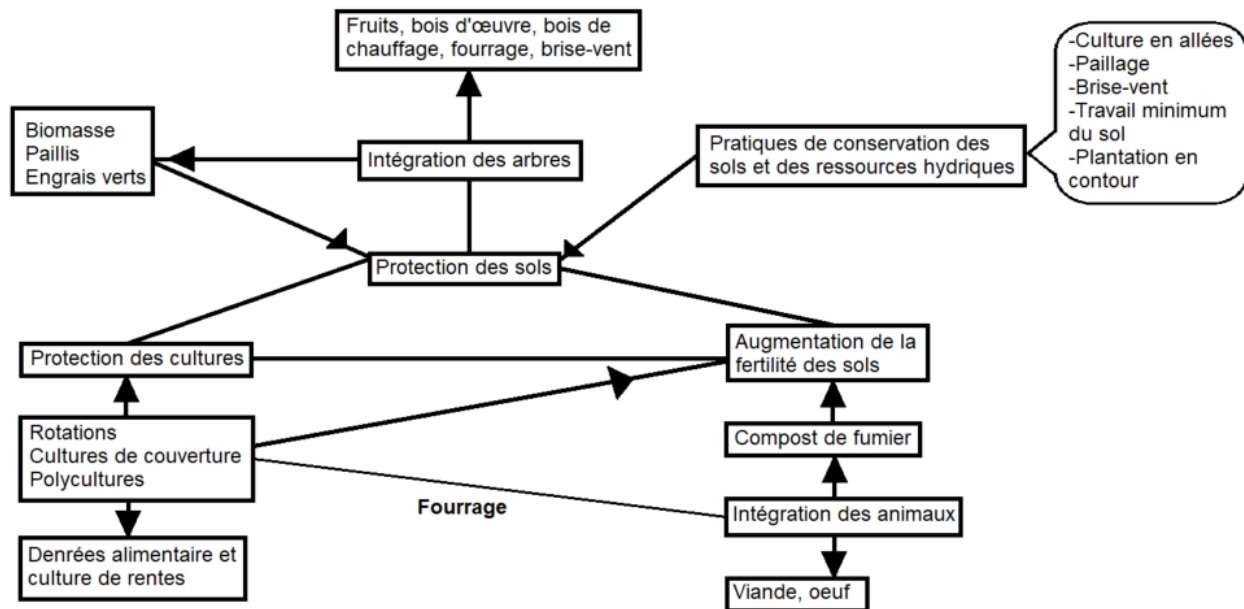 Fruits, bois d'œuvre, bois de
chauffage, fourrage, brise-vent
-Culture en allées
-Paillage
-Brise-vent
-Travail minimum
du sol
-Plantation en
contour
Biomasse
Paillis
Engrais verts
Intégration des arbres
Pratiques de conservation des
sols et des ressources hydriques
Protection des sols
Protection des cultures
Augmentation de la
fertilité des sols
Rotations
Cultures de couverture
Polycultures
Compost de fumier
Fourrage
Intégration des animaux
Denrées alimentaire et
culture de rentes
Viande, oeuf